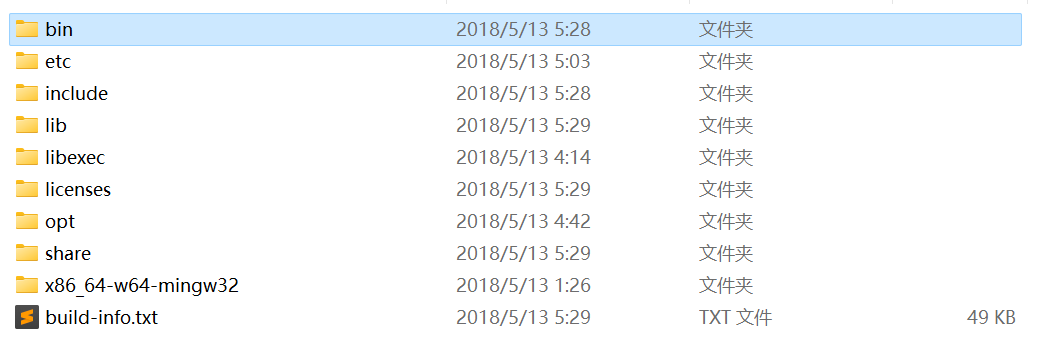 bin 2018/5/13 5:28 文件夹
etc 2018/5/13 5:03 文件夹
include 2018/5/13 5:28 文件夹
lib 2018/5/13 5:29 文件夹
libexec 2018/5/13 4:14 文件夹
licenses 2018/5/13 5:29 文件夹
opt 2018/5/13 4:42 文件夹
share 2018/5/13 5:29 文件夹
x86_64-w64-mingw32 2018/5/13 1:26 文件夹
build-info.txt 2018/5/13 5:29 TXT 文件 49 KB